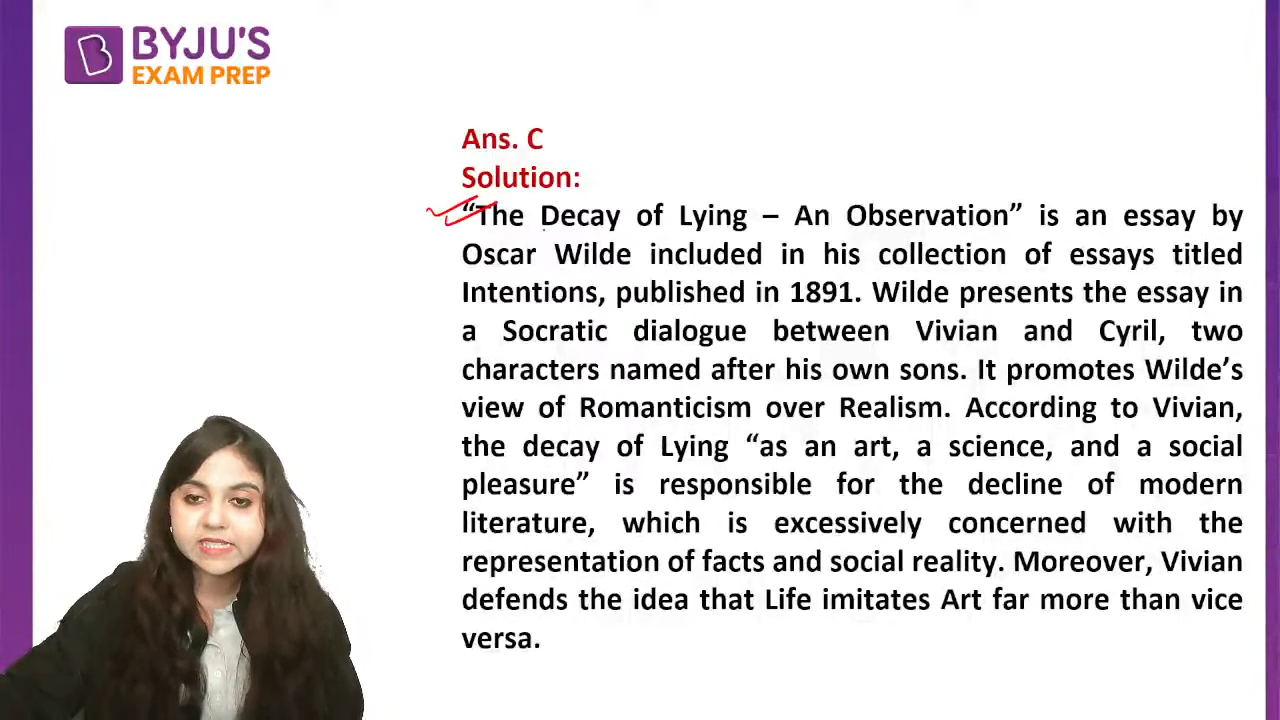 BYJU'S
EXAM PREP
Ans. C
Solution:
“The Decay of Lying – An Observation” is an essay by
Oscar Wilde included in his collection of essays titled
Intentions, published in 1891. Wilde presents the essay in
a Socratic dialogue between Vivian and Cyril, two
characters named after his own sons. It promotes Wilde’s
view of Romanticism over Realism. According to Vivian,
the decay of Lying “as an art, a science, and a social
pleasure” is responsible for the decline of modern
literature, which is excessively concerned with the
representation of facts and social reality. Moreover, Vivian
defends the idea that Life imitates Art far more than vice
versa.